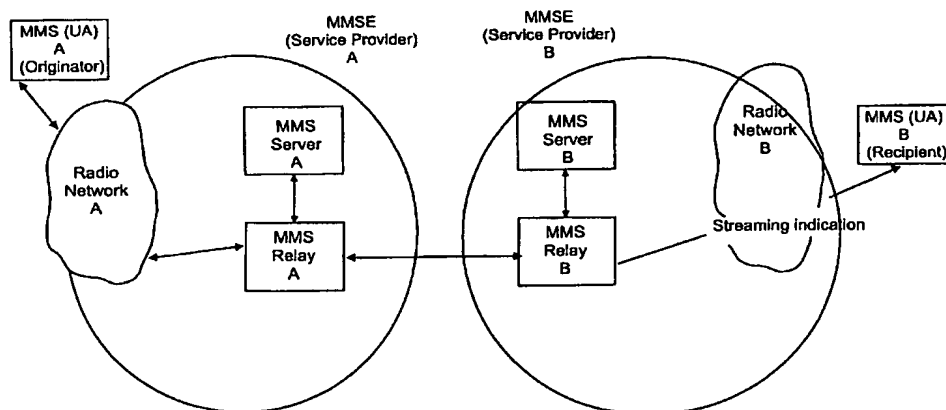 MMS (UA)
A
(Originator)
MMSE
(Service Provider)
A
MMSE
(Service Provider)
B
MMS
Server
A
MMS
Server
B
Radio
Network
B
MMS (UA)
B
(Recipient)
Radio
Network
A
MMS
Relay
A
MMS
Relay
B
Streaming indication